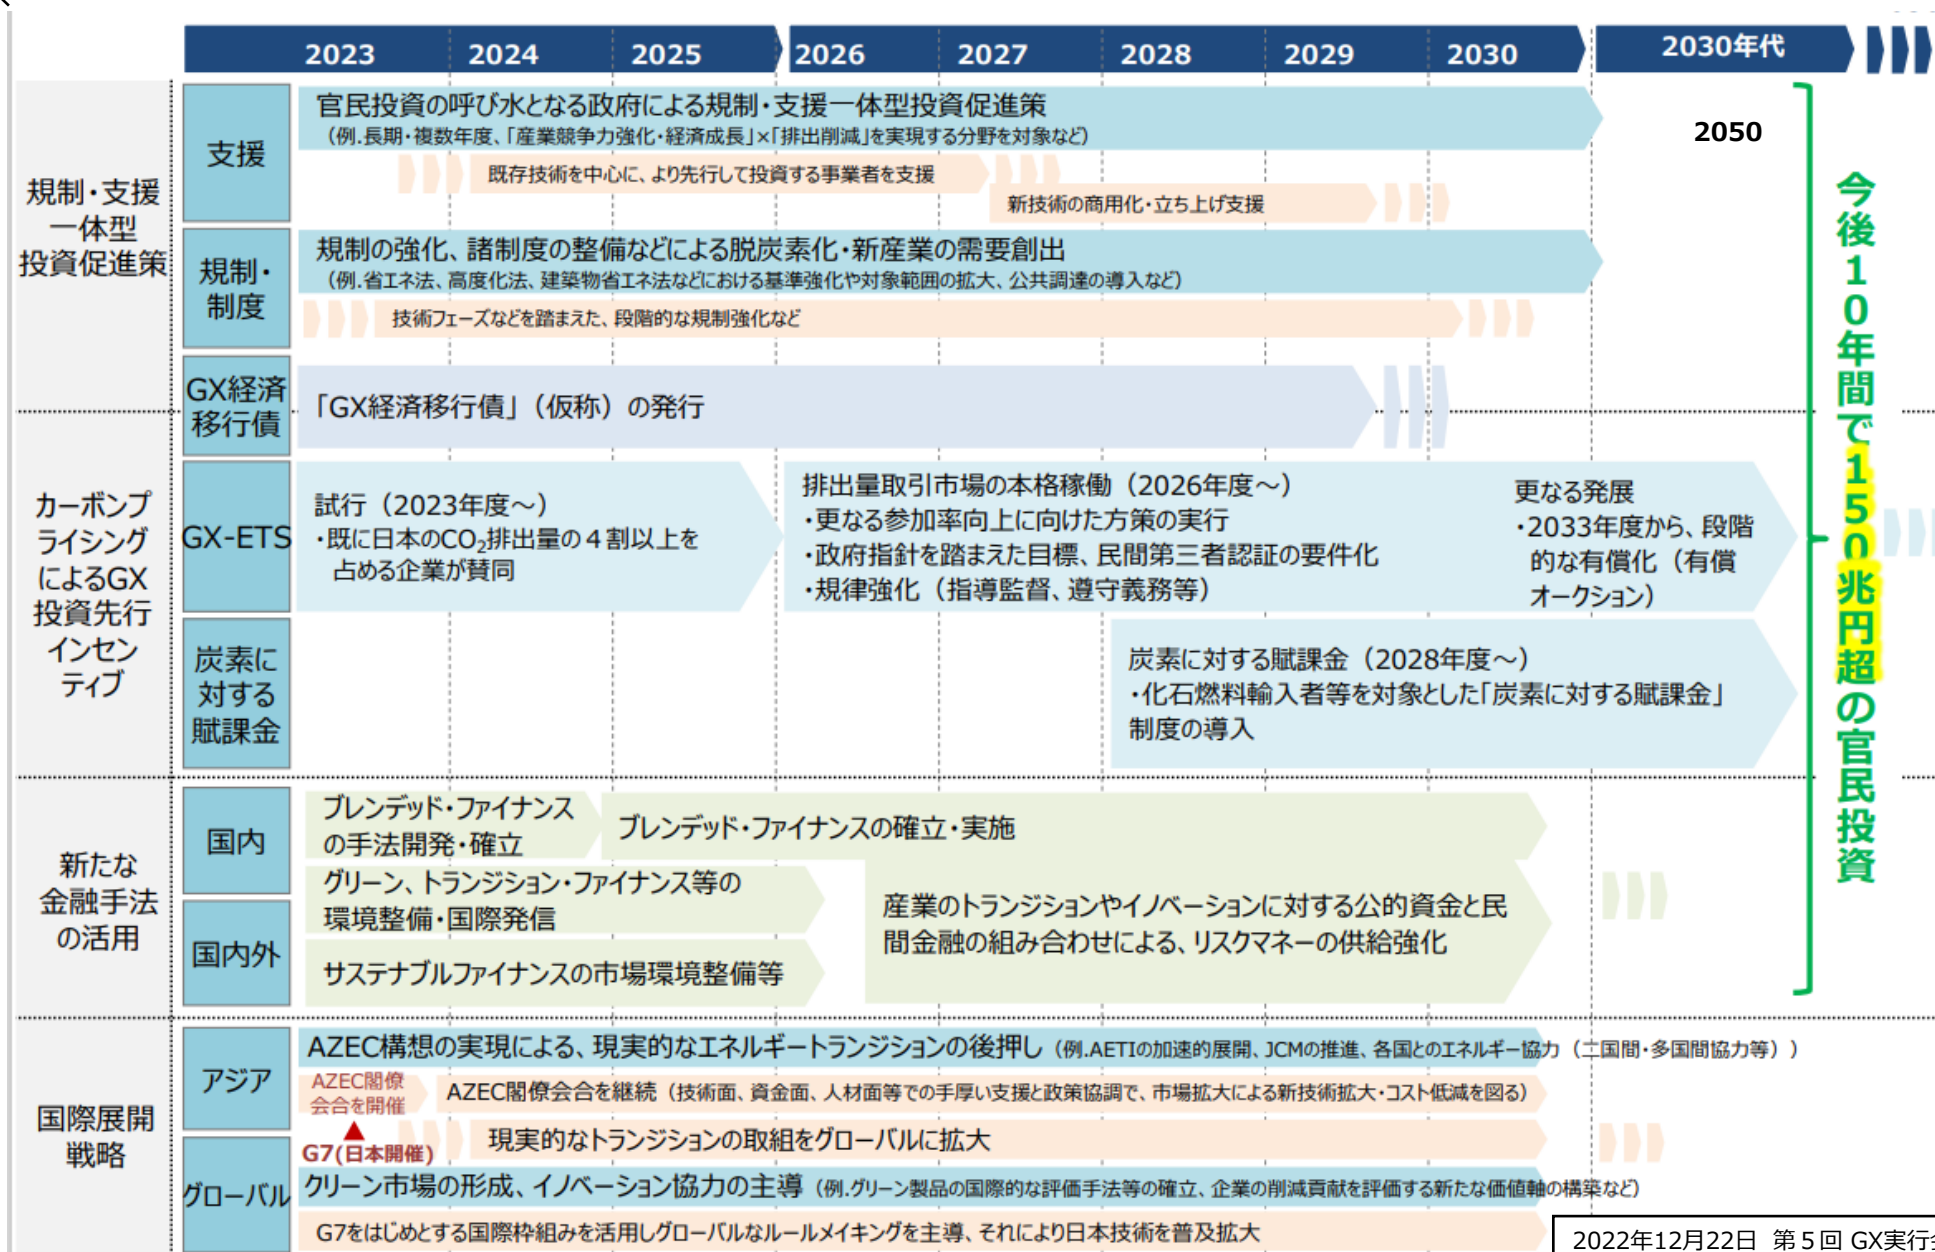 2023
2024
2025
2026
2027
2028
2029
2030
2030年代
規制・支援
一体型
投資促進策
支援
官民投資の呼び水となる政府による規制・支援一体型投資促進策
（例.長期・複数年度、「産業競争力強化・経済成長」×「排出削減」を実現する分野を対象など）
2050
既存技術を中心に、より先行して投資する事業者を支援
新技術の商用化・立ち上げ支援
規制・
制度
規制の強化、諸制度の整備などによる脱炭素化・新産業の需要創出
（例.省エネ法、高度化法、建築物省エネ法などにおける基準強化や対象範囲の拡大、公共調達の導入など）
技術フェーズなどを踏まえた、段階的な規制強化など
GX経済
移行債
「GX経済移行債」（仮称）の発行
カーボンプ
ライシング
によるGX
投資先行
インセン
ティブ
GX-ETS
試行（2023年度～）
・既に日本のCO₂排出量の４割以上を
占める企業が賛同
排出量取引市場の本格稼働（2026年度～）
・更なる参加率向上に向けた方策の実行
・政府指針を踏まえた目標、民間第三者認証の要件化
・規律強化（指導監督、遵守義務等）
更なる発展
・2033年度から、段階
的な有償化（有償
オークション）
炭素に
対する
賦課金
炭素に対する賦課金（2028年度～）
・化石燃料輸入者等を対象とした「炭素に対する賦課金」
制度の導入
今後１０年間で１５０兆円超の官民投資
新たな
金融手法
の活用
国内
ブレンデッド・ファイナンス
の手法開発・確立
ブレンデッド・ファイナンスの確立・実施
国内外
グリーン、トランジション・ファイナンス等の
環境整備・国際発信
サステナブルファイナンスの市場環境整備等
産業のトランジションやイノベーションに対する公的資金と民
間金融の組み合わせによる、リスクマネーの供給強化
国際展開
戦略
アジア
AZEC構想の実現による、現実的なエネルギートランジションの後押し（例.AETIの加速的展開、JCMの推進、各国とのエネルギー協力（二国間・多国間協力等））
AZEC閣僚
会合を開催
AZEC閣僚会合を継続（技術面、資金面、人材面等での手厚い支援と政策協調で、市場拡大による新技術拡大・コスト低減を図る）
G7(日本開催)
現実的なトランジションの取組をグローバルに拡大
グローバル
クリーン市場の形成、イノベーション協力の主導（例.グリーン製品の国際的な評価手法等の確立、企業の削減貢献を評価する新たな価値軸の構築など）
G7をはじめとする国際枠組みを活用しグローバルなルールメイキングを主導、それにより日本技術を普及拡大
2022年12月22日 第５回 GX実行